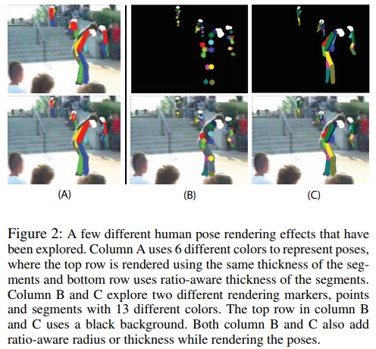 (A)
(B)
(C)
Figure 2: A few different human pose rendering effects that have
been explored. Column A uses 6 different colors to represent poses,
where the top row is rendered using the same thickness of the seg-
ments and bottom row uses ratio-aware thickness of the segments.
Column B and C explore two different rendering markers, points
and segments with 13 different colors. The top row in column B
and C uses a black background. Both column B and C also add
ratio-aware radius or thickness while rendering the poses.